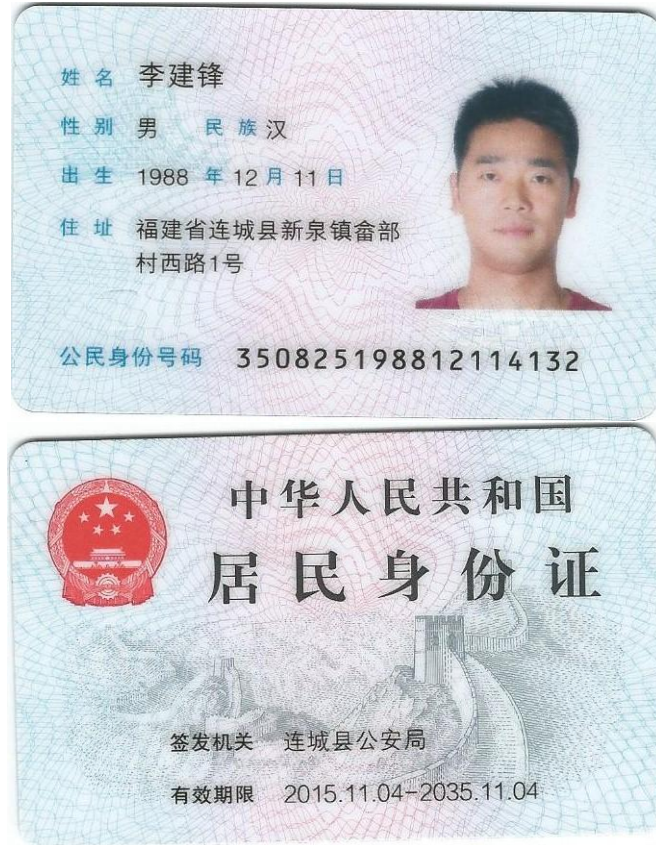 姓名 李建锋
性别 男 民族 汉
出生 1988 年 12 月 11 日
住址 福建省连城县新泉镇畲部
村西路1号
公民身份号码 350825198812114132
中华人民共和国
居民身份证
签发机关 连城县公安局
有效期限 2015.11.04-2035.11.04